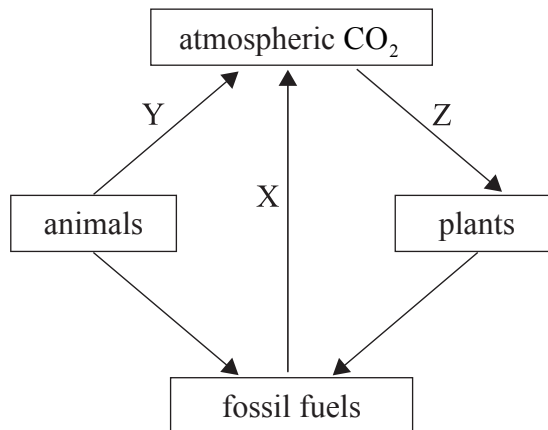 atmospheric CO₂
Y
Z
X
animals
plants
fossil fuels